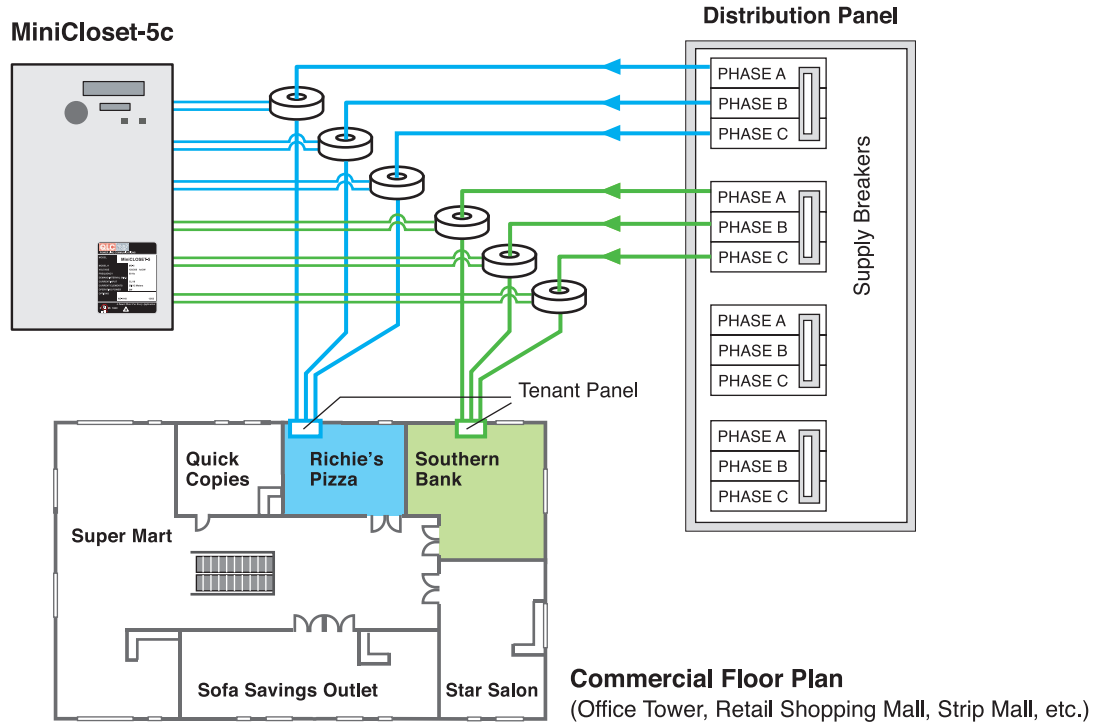 Distribution Panel
MiniCloset-5c
PHASE A
PHASE B
PHASE C
PHASE A
PHASE B
PHASE C
PHASE A
PHASE B
PHASE C
PHASE A
PHASE B
PHASE C
Supply Breakers
MiniCLOSET-5
Tenant Panel
Quick
Copies
Richie's
Pizza
Southern
Bank
Super Mart
Sofa Savings Outlet
Star Salon
Commercial Floor Plan
(Office Tower, Retail Shopping Mall, Strip Mall, etc.)